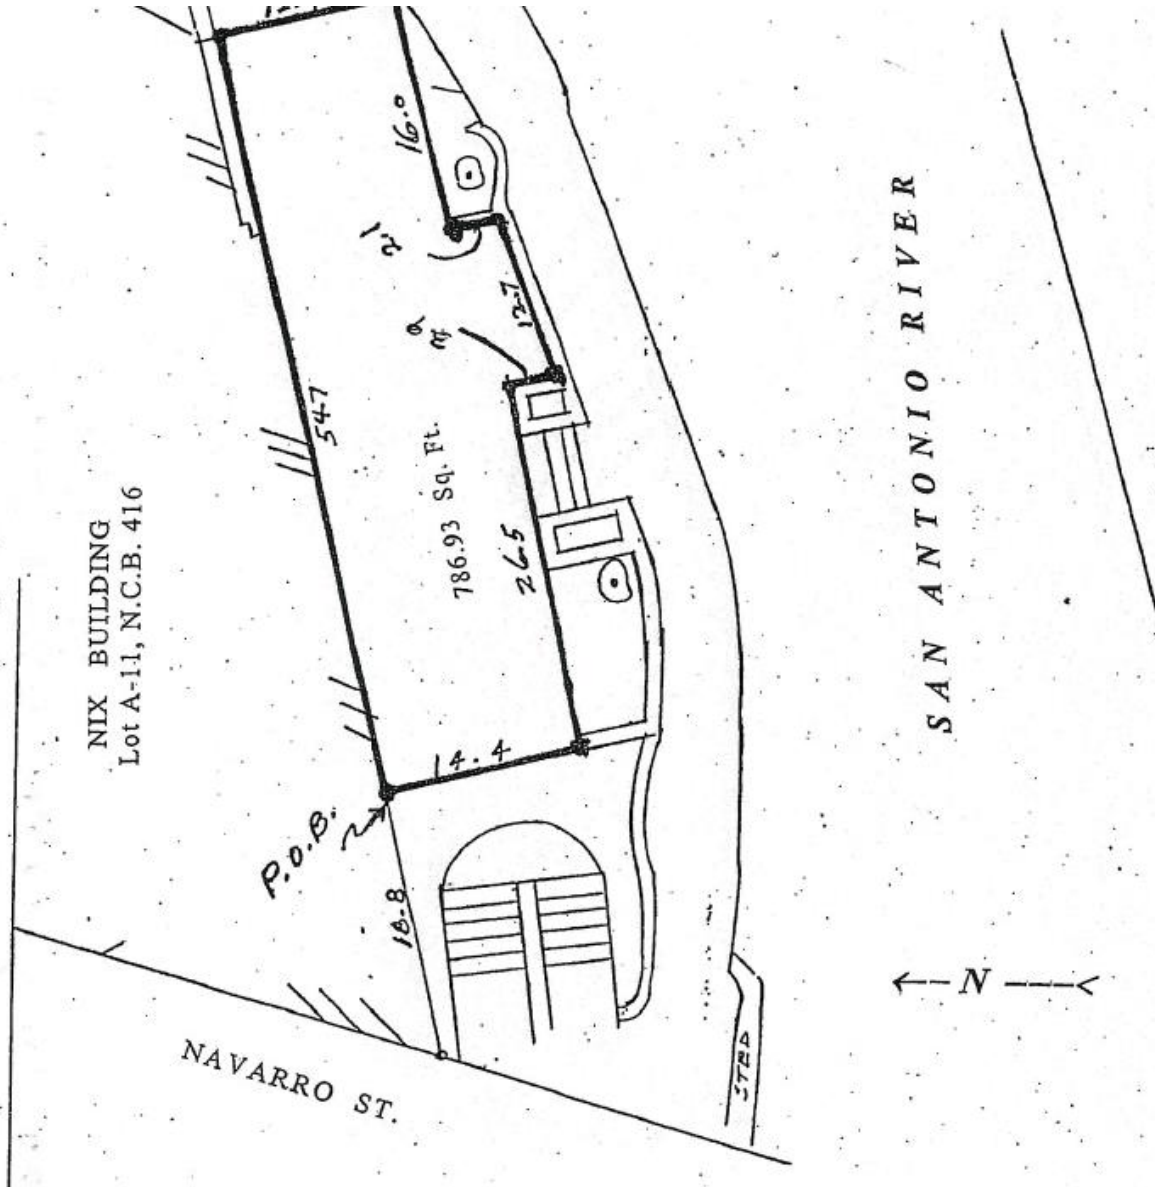 16.0
2.1
12.7
54.7
786.93 Sq. Ft.
26.5
NIX BUILDING
Lot A-11, N.C.B. 416
14.4
P.O.B.
18.8
NAVARRO ST.
SAN ANTONIO RIVER
N